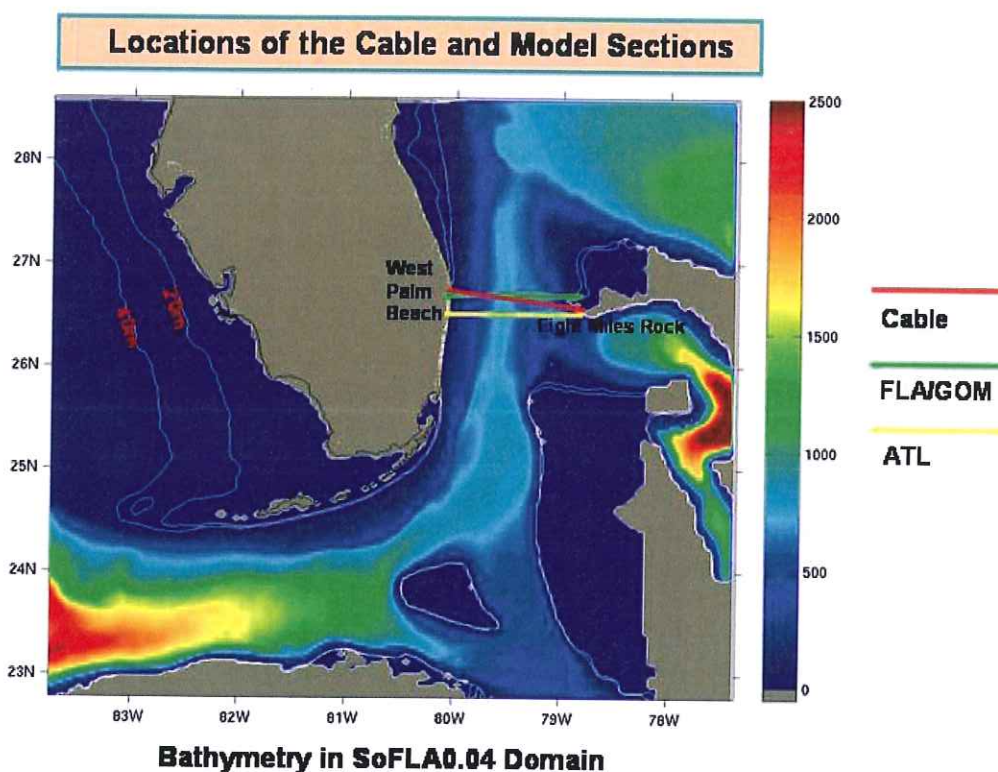 Locations of the Cable and Model Sections
28N
27N
26N
25N
24N
23N
83W
82W
81W
80W
79W
78W
West
Palm
Beach
Eight Miles Rock
20m
2500
2000
1500
1000
500
0
Cable
FLA/GOM
ATL
Bathymetry in SoFLA0.04 Domain